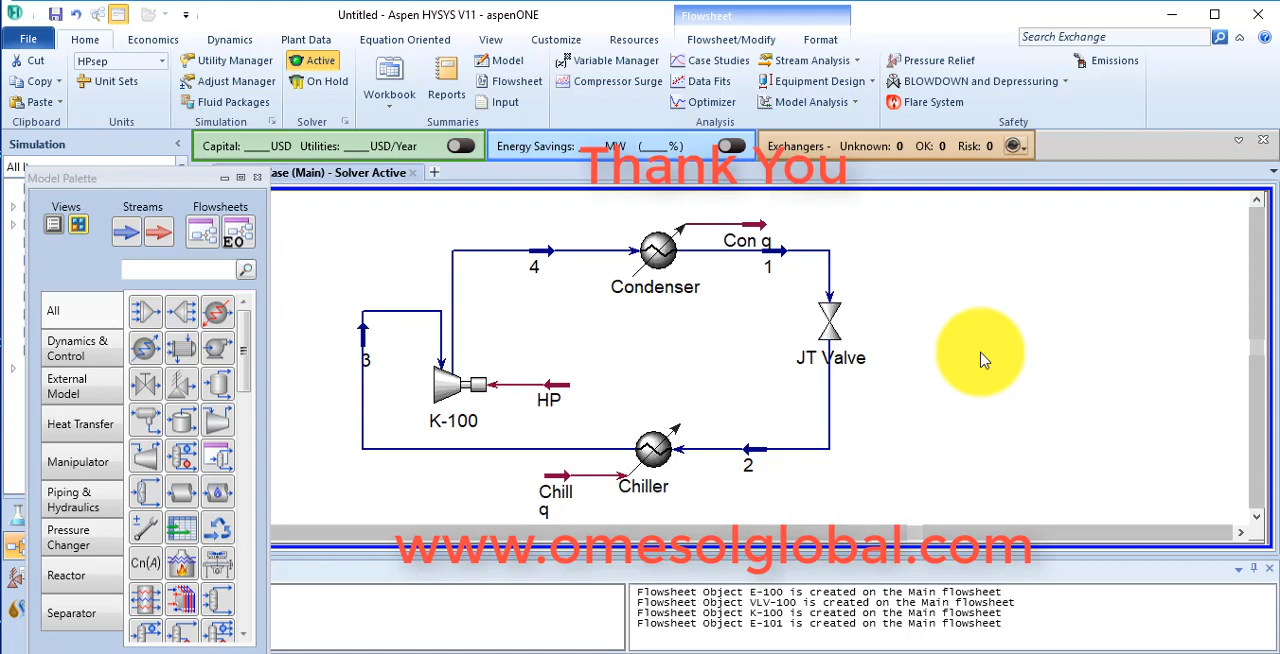 Untitled - Aspen HYSYS V11 - aspenONE
Flowsheet
File
Home
Economics
Dynamics
Plant Data
Equation Oriented
View
Customize
Resources
Flowsheet/Modify
Format
Search Exchange
Cut
Copy
Paste
Clipboard
HPsep
Unit Sets
Units
Utility Manager
Adjust Manager
Fluid Packages
Simulation
Active
On Hold
Solver
Workbook
Reports
Model
Flowsheet
Input
Summaries
Variable Manager
Compressor Surge
Case Studies
Data Fits
Optimizer
Stream Analysis
Equipment Design
Model Analysis
Analysis
Pressure Relief
BLOWDOWN and Depressuring
Flare System
Emissions
Safety
Simulation
Capital: ____USD Utilities: ____USD/Year
Energy Savings: ____MW (____%)
Exchangers - Unknown: 0 OK: 0 Risk: 0
Thank You
All
Model Palette
ase (Main) - Solver Active
Views
Streams
Flowsheets
EO
All
Dynamics &
Control
External
Model
Heat Transfer
Manipulator
Piping &
Hydraulics
Pressure
Changer
Reactor
Separator
Cn(A)
Con q
4
1
Condenser
3
JT Valve
HP
K-100
2
Chiller
Chill
q
www.omesolglobal.com
Flowsheet Object E-100 is created on the Main flowsheet
Flowsheet Object VLV-100 is created on the Main flowsheet
Flowsheet Object K-100 is created on the Main flowsheet
Flowsheet Object E-101 is created on the Main flowsheet